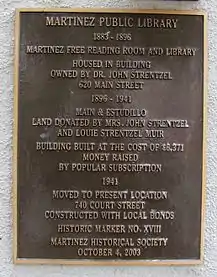 MARTINEZ PUBLIC LIBRARY
1883 - 1896
MARTINEZ FREE READING ROOM AND LIBRARY
HOUSED IN BUILDING
OWNED BY DR. JOHN STRENTZEL
620 MAIN STREET
1896 - 1941
MAIN & ESTUDILLO
LAND DONATED BY MRS. JOHN STRENTZEL
AND LOUIE STRENTZEL MUIR
BUILDING BUILT AT THE COST OF $6,371
MONEY RAISED
BY POPULAR SUBSCRIPTION
1941
MOVED TO PRESENT LOCATION
740 COURT STREET
CONSTRUCTED WITH LOCAL BONDS
HISTORIC MARKER NO. XVIII
MARTINEZ HISTORICAL SOCIETY
OCTOBER 4, 2003